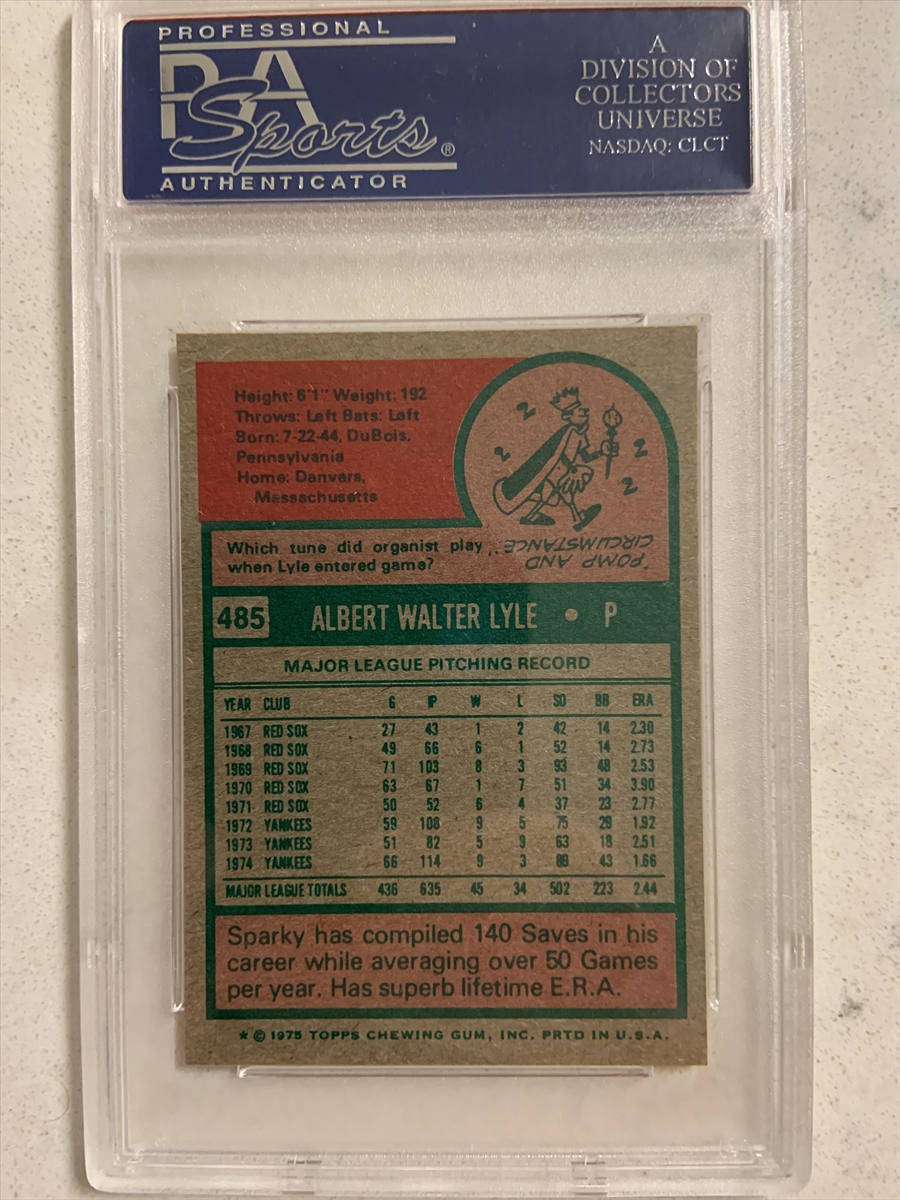 PROFESSIONAL
PSA
Sports®
AUTHENTICATOR
A
DIVISION OF
COLLECTORS
UNIVERSE
NASDAQ: CLCT
Height: 6'1" Weight: 192
Throws: Left Bats: Left
Born: 7-22-44, DuBois,
Pennsylvania
Home: Danvers,
Massachusetts
2 2 2 2 2
Which tune did organist play
when Lyle entered game?
"POMP AND
CIRCUMSTANCE..
485 ALBERT WALTER LYLE • P
MAJOR LEAGUE PITCHING RECORD
YEAR CLUB G IP W L SO BB ERA
1967 RED SOX 27 43 1 2 42 14 2.30
1968 RED SOX 49 66 6 1 52 14 2.73
1969 RED SOX 71 103 8 3 93 48 2.53
1970 RED SOX 63 67 1 7 51 34 3.90
1971 RED SOX 50 52 6 4 37 23 2.77
1972 YANKEES 59 108 9 5 75 29 1.92
1973 YANKEES 51 82 5 9 63 18 2.51
1974 YANKEES 66 114 9 3 89 43 1.66
MAJOR LEAGUE TOTALS 436 635 45 34 502 223 2.44
Sparky has compiled 140 Saves in his
career while averaging over 50 Games
per year. Has superb lifetime E.R.A.
* © 1975 TOPPS CHEWING GUM, INC. PRTD IN U.S.A.